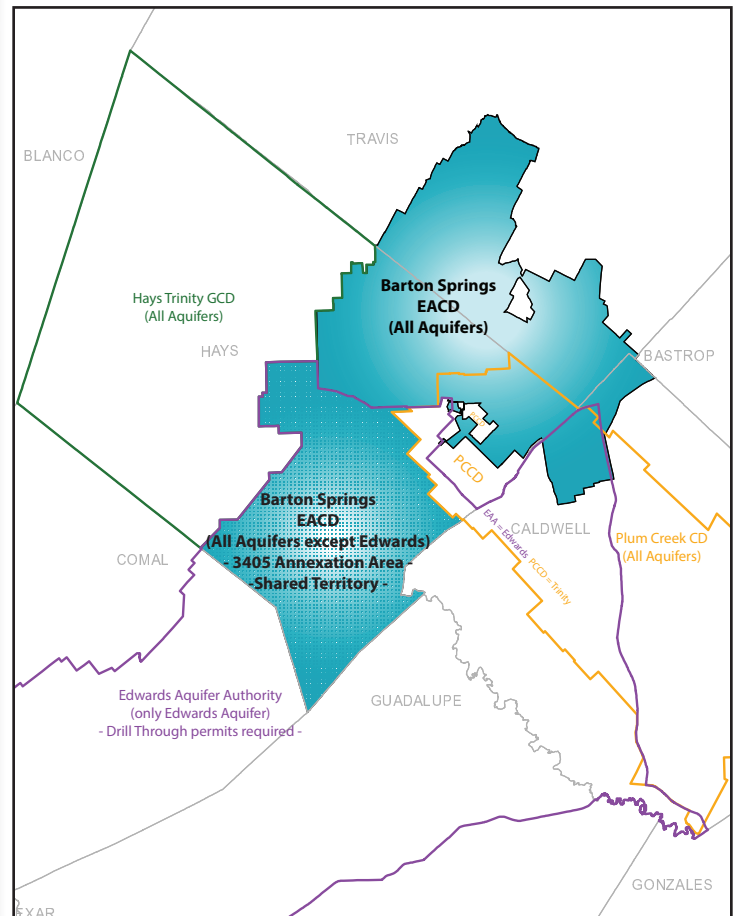 TRAVIS
BLANCO
Barton Springs
EACD
(All Aquifers)
Hays Trinity GCD
(All Aquifers)
HAYS
BASTROP
PCCD
Barton Springs
EACD
(All Aquifers except Edwards)
- 3405 Annexation Area -
-Shared Territory -
EAA = Edwards
PCCD = Trinity
CALDWELL
Plum Creek CD
(All Aquifers)
COMAL
Edwards Aquifer Authority
(only Edwards Aquifer)
- Drill Through permits required -
GUADALUPE
GONZALES
EXAR